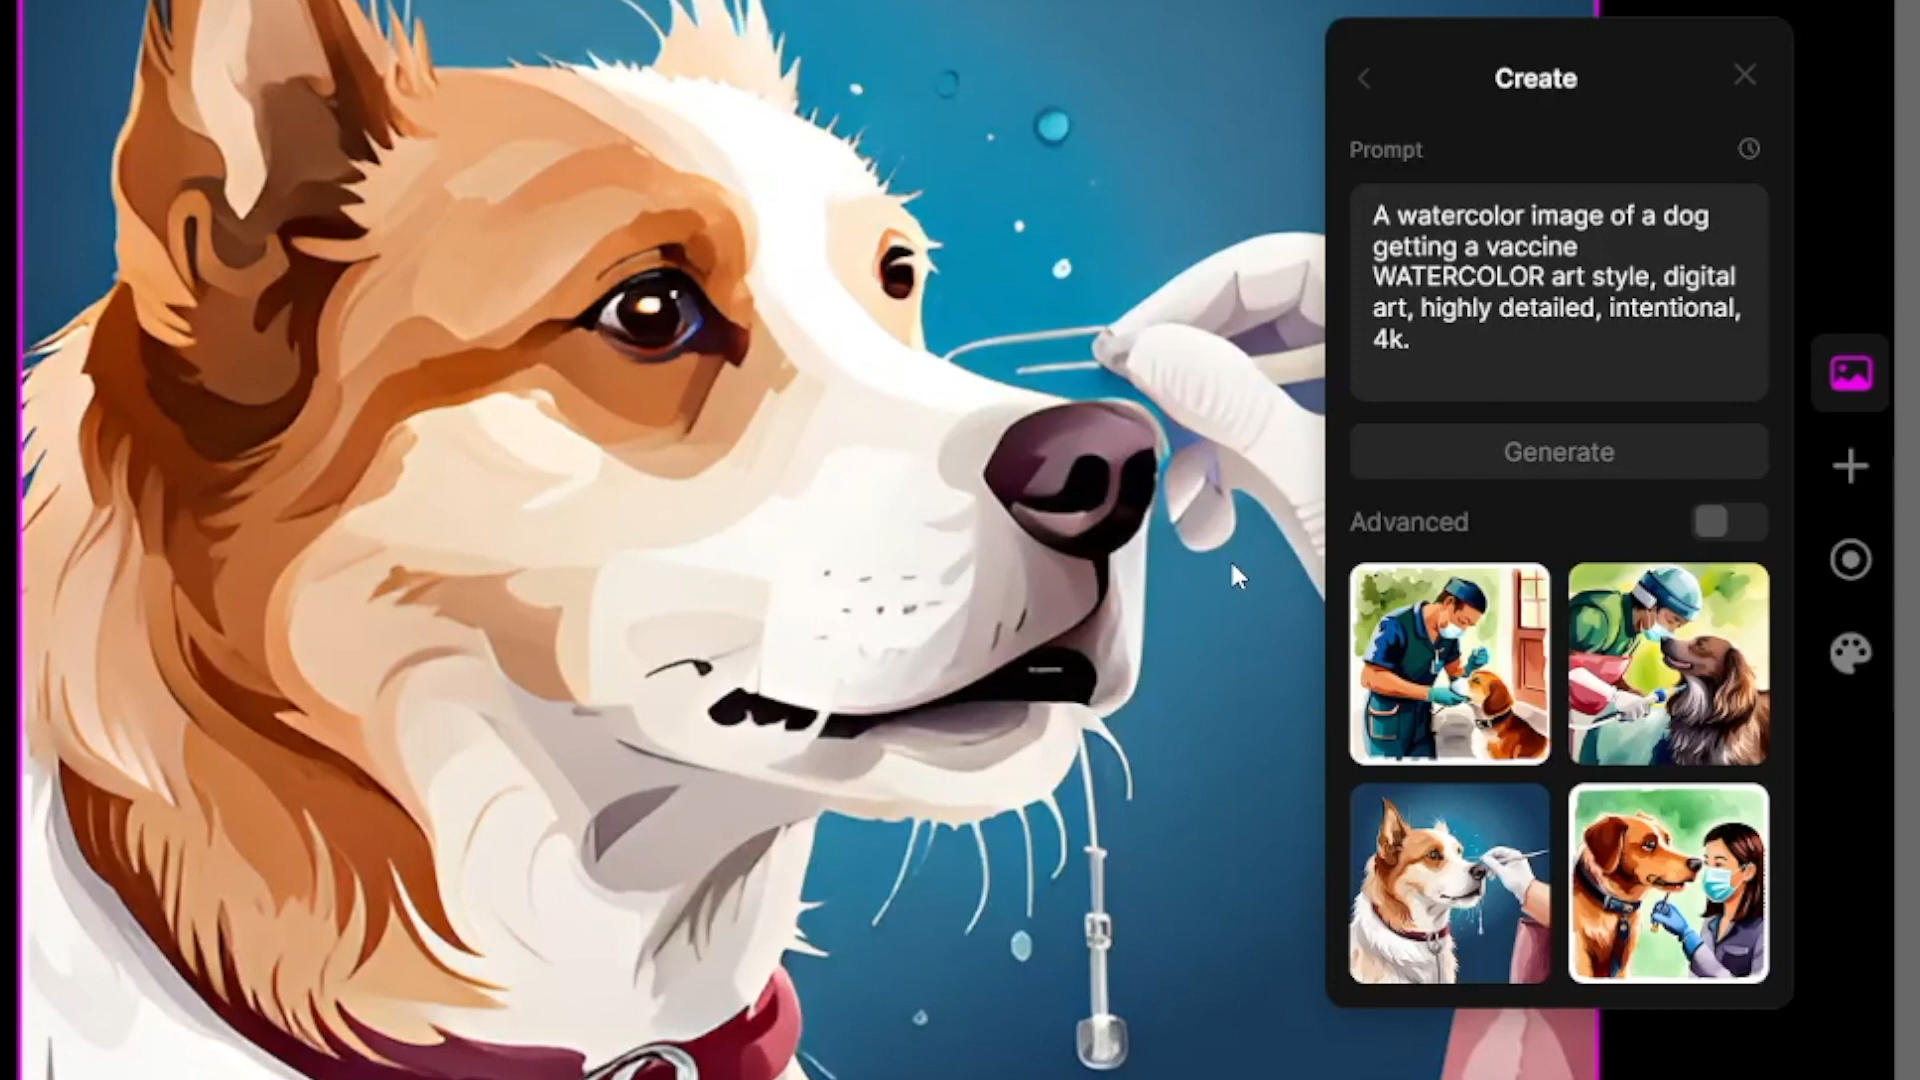 Create
Prompt
A watercolor image of a dog
getting a vaccine
WATERCOLOR art style, digital
art, highly detailed, intentional,
4k.
Generate
Advanced